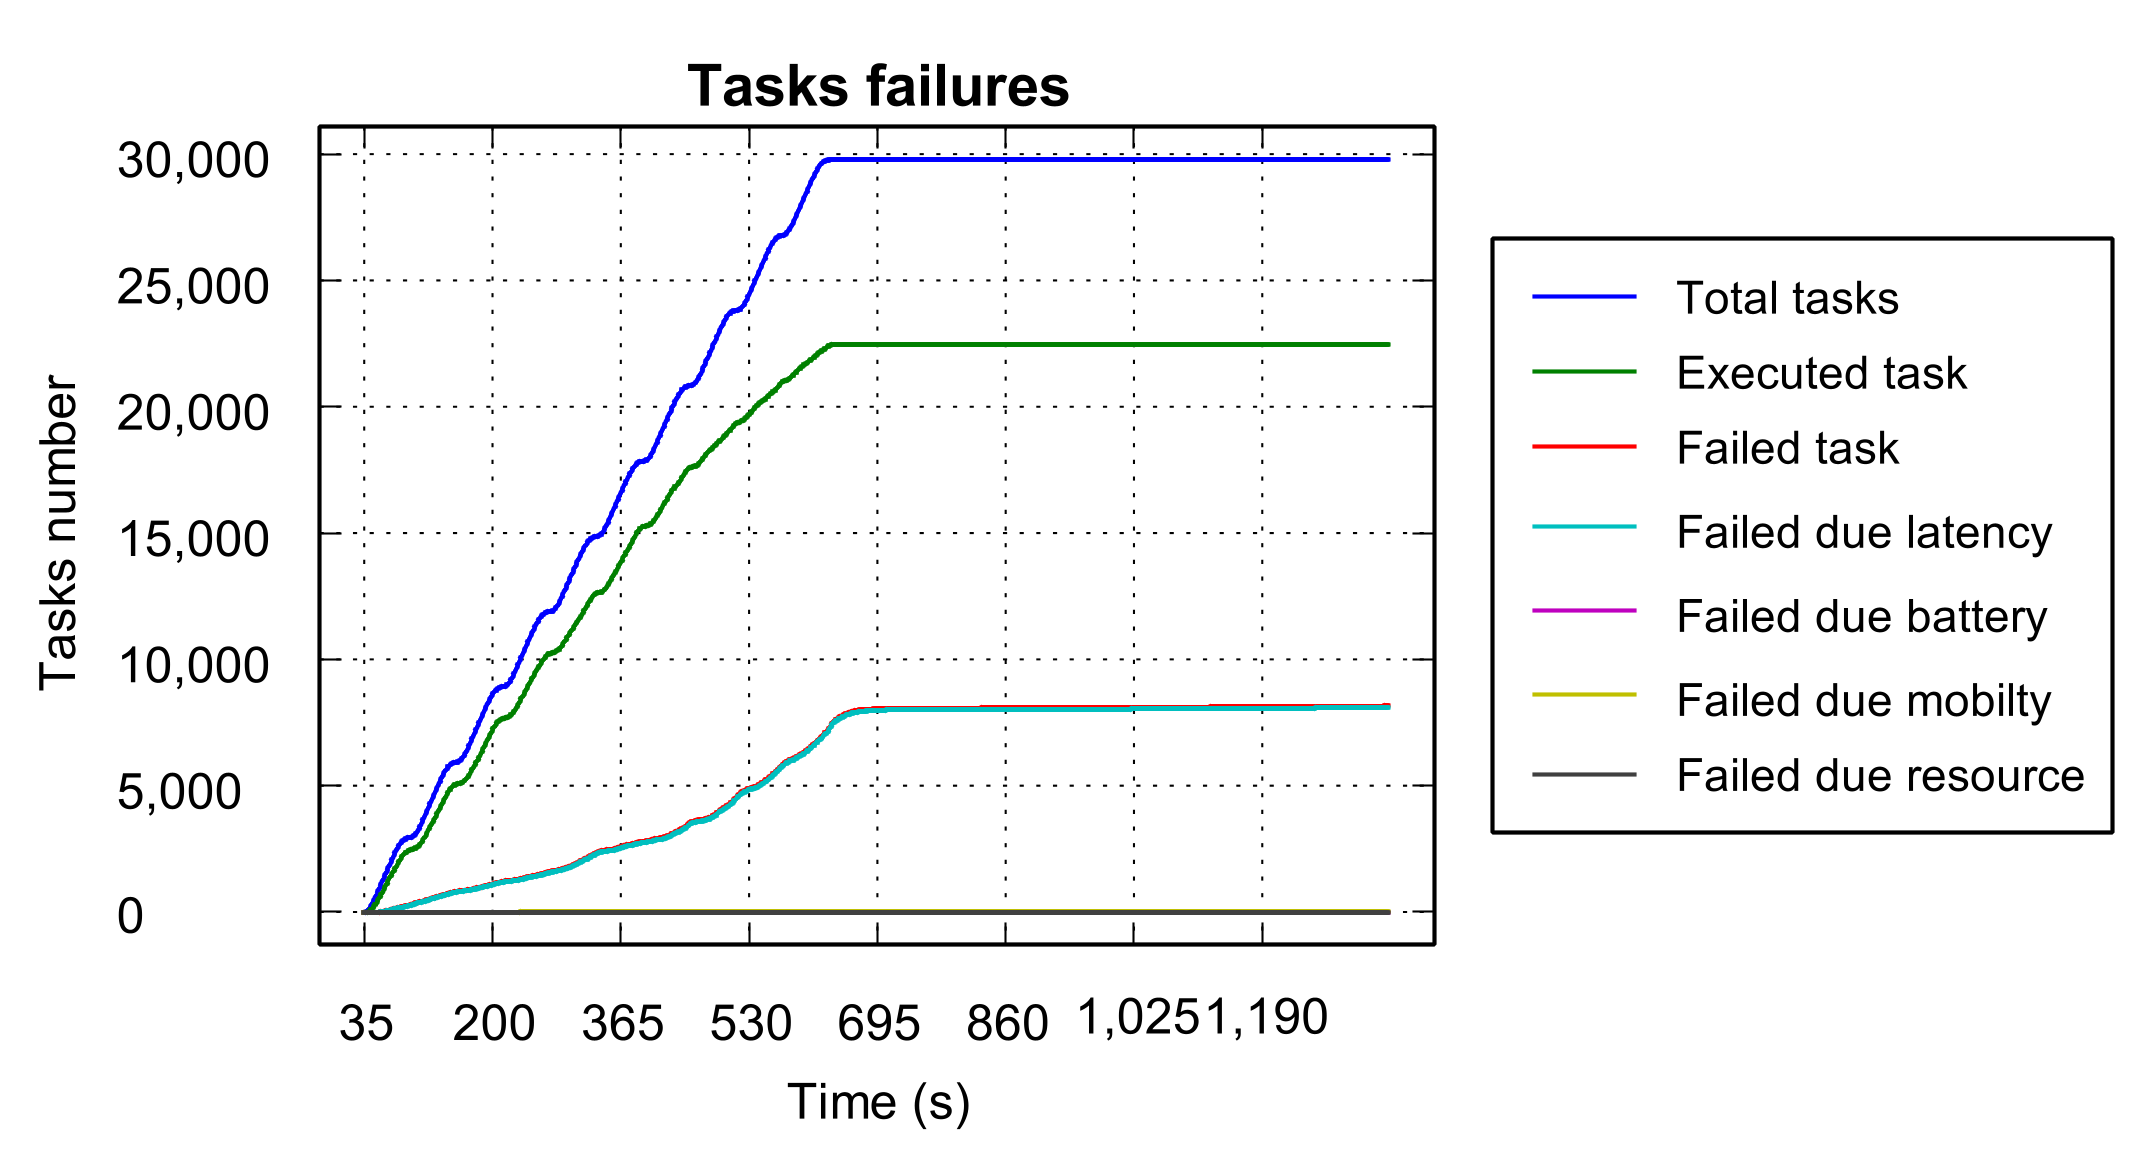 Tasks failures
30,000
25,000
20,000
15,000
10,000
5,000
0
Tasks number
35 200 365 530 695 860 1,025 1,190
Time (s)
Total tasks
Executed task
Failed task
Failed due latency
Failed due battery
Failed due mobilty
Failed due resource